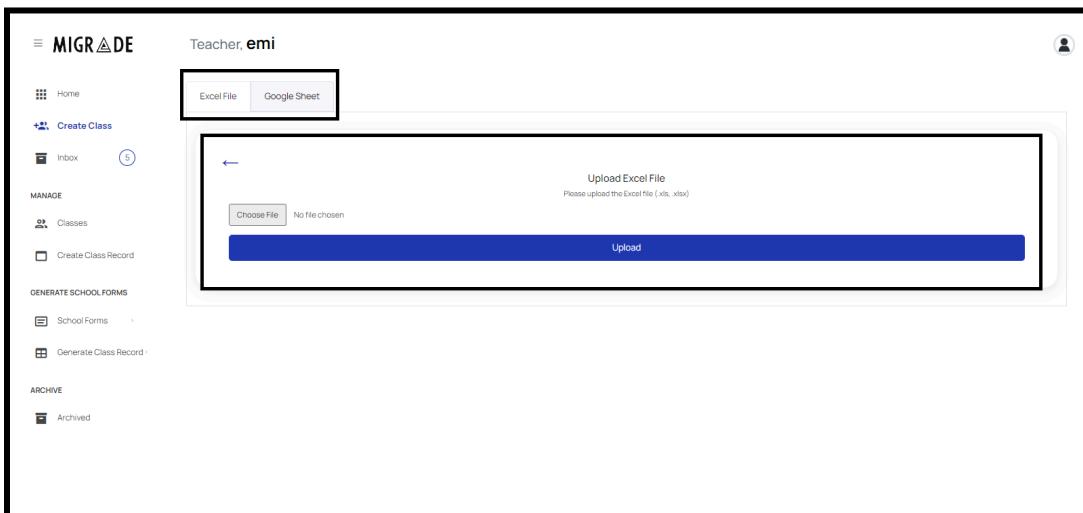 MIGRADE
Teacher, emi
Home
Create Class
Inbox 5
MANAGE
Classes
Create Class Record
GENERATE SCHOOL FORMS
School Forms
Generate Class Record
ARCHIVE
Archived
Excel File Google Sheet
Upload Excel File
Please upload the Excel file (.xls, .xlsx)
Choose File No file chosen
Upload